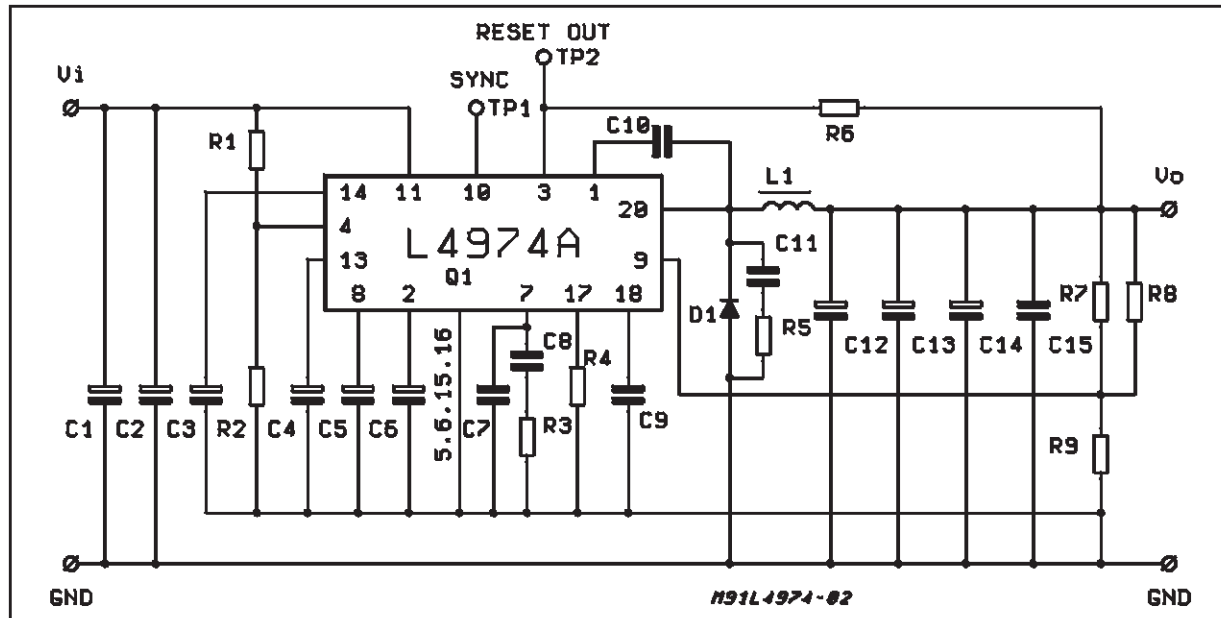 RESET OUT
TP2
Vi
SYNC
TP1
C10
R6
R1
L1
Vo
14 11 10 3 1
20
4
L4974A
C11
13
Q1
9
8 2 7 17 18
D1
R5
R7 R8
5.6.15.16
C8
R4
C12 C13 C14 C15
C1 C2 C3 R2 C4 C5 C6 C7 R3 C9
R9
GND
M91L4974-02
GND